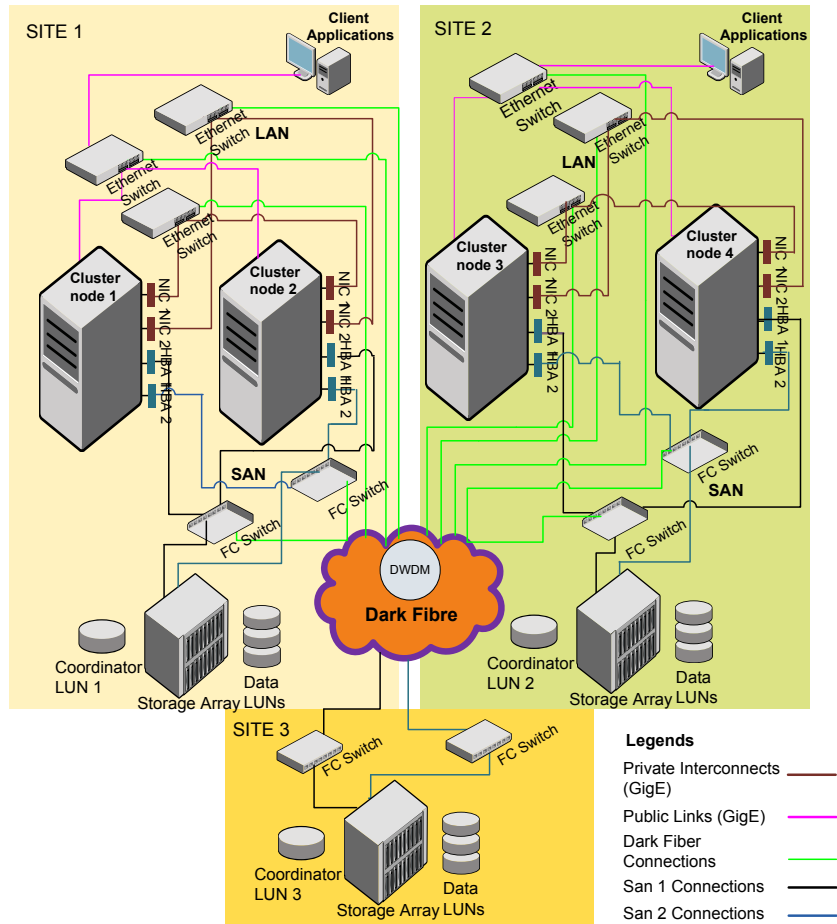 SITE 1
Client
Applications
Ethernet
Switch
LAN
Ethernet
Switch
Ethernet
Switch
Cluster
node 1
NIC 1
NIC 2
HBA 1
HBA 2
Cluster
node 2
NIC 1
NIC 2
HBA 1
HBA 2
SAN
FC Switch
FC Switch
Coordinator
LUN 1
Storage Array
Data
LUNs
SITE 2
Client
Applications
Ethernet
Switch
Ethernet
Switch
LAN
Ethernet
Switch
Cluster
node 3
NIC 1
NIC 2
HBA 1
HBA 2
Cluster
node 4
NIC 1
NIC 2
HBA 1
HBA 2
FC Switch
SAN
FC Switch
Coordinator
LUN 2
Storage Array
Data
LUNs
DWDM
Dark Fibre
SITE 3
FC Switch
FC Switch
Coordinator
LUN 3
Storage Array
Data
LUNs
Legends
Private Interconnects
(GigE)
Public Links (GigE)
Dark Fiber
Connections
San 1 Connections
San 2 Connections